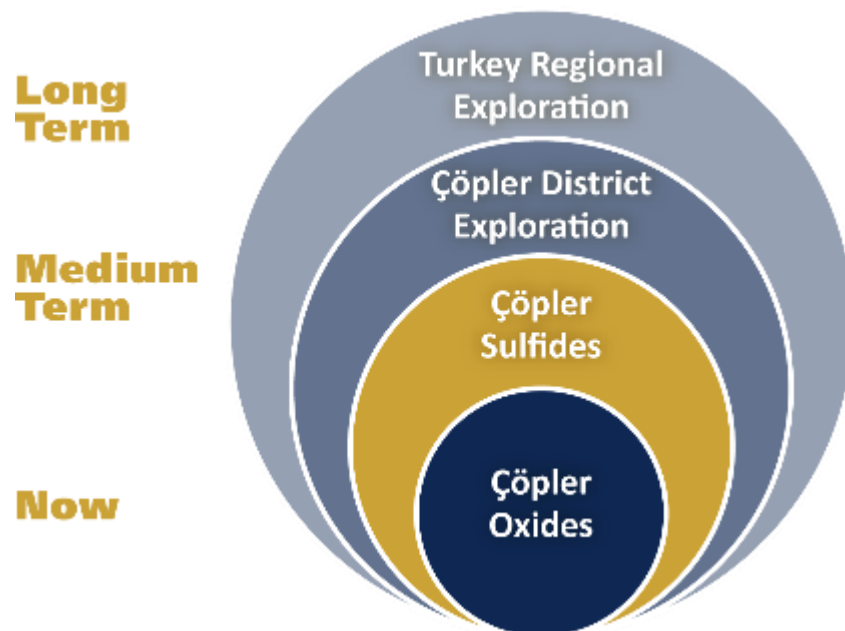 Long
Term
Turkey Regional
Exploration
Çöpler District
Exploration
Medium
Term
Çöpler
Sulfides
Now
Çöpler
Oxides